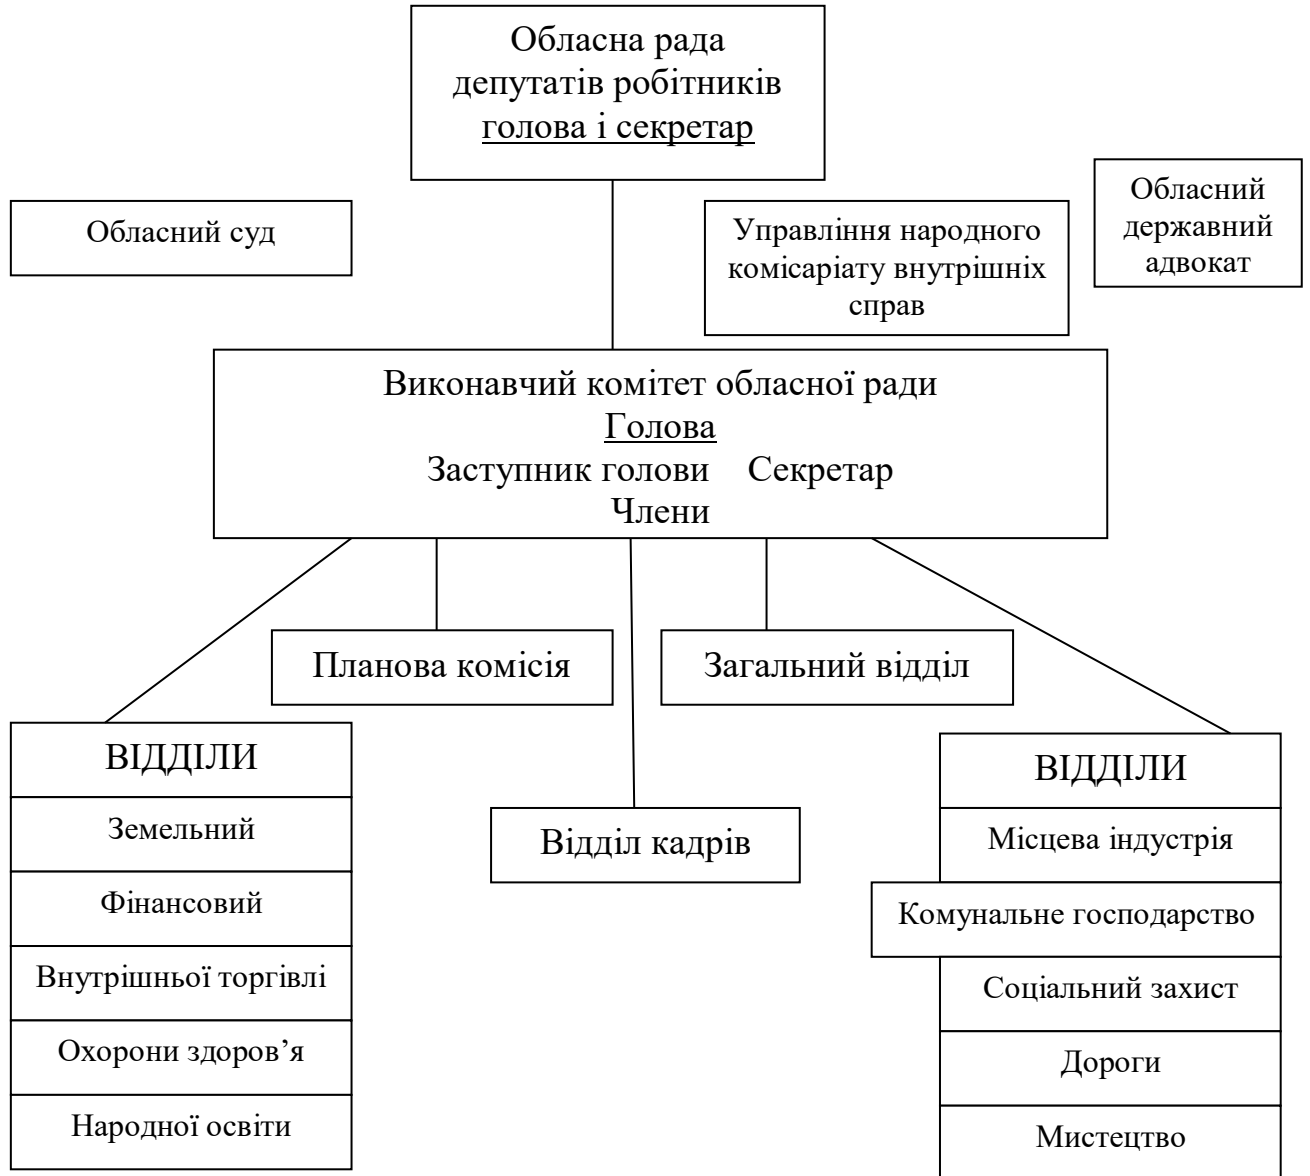 Обласна рада
депутатів робітників
голова і секретар
Обласний суд
Управління народного
комісаріату внутрішніх
справ
Обласний
державний
адвокат
Виконавчий комітет обласної ради
Голова
Заступник голови Секретар
Члени
Планова комісія
Загальний відділ
ВІДДІЛИ
Земельний
Фінансовий
Внутрішньої торгівлі
Охорони здоров’я
Народної освіти
Відділ кадрів
ВІДДІЛИ
Місцева індустрія
Комунальне господарство
Соціальний захист
Дороги
Мистецтво